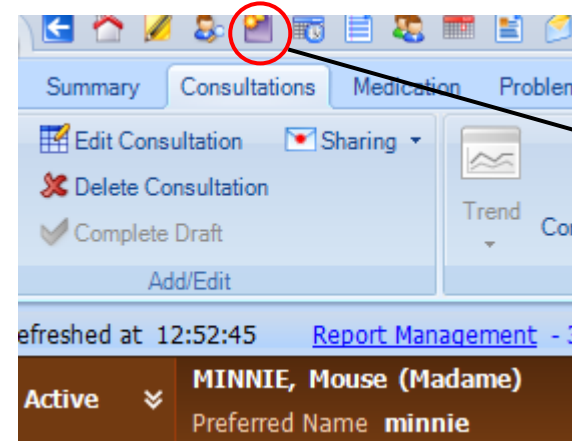 Summary Consultations Medication Problem
Edit Consultation Sharing
Delete Consultation
Trend
Complete Draft
Add/Edit
efreshed at 12:52:45 Report Management -
MINNIE, Mouse (Madame)
Active
Preferred Name minnie